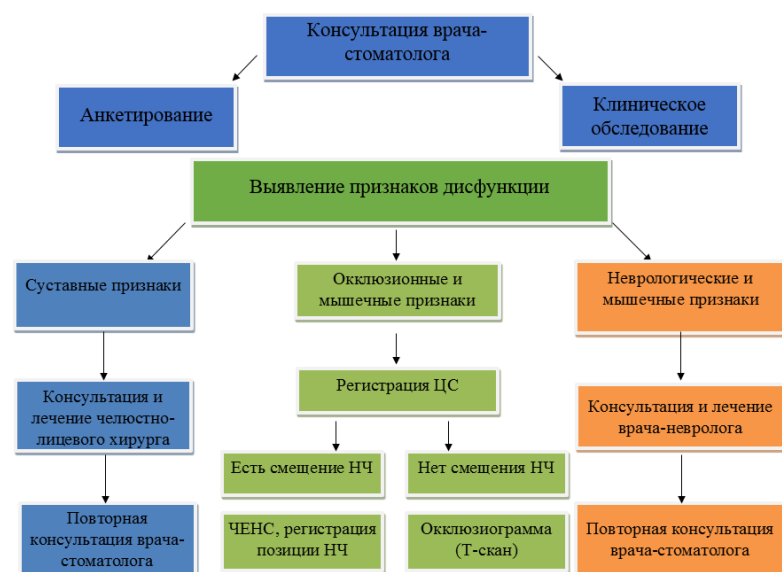 Консультация врача-
стоматолога
Анкетирование
Клиническое
обследование
Выявление признаков дисфункции
Суставные признаки
Окклюзионные и
мышечные признаки
Неврологические и
мышечные признаки
Консультация и
лечение челюстно-
лицевого хирурга
Регистрация ЦС
Консультация и лечение
врача-невролога
Есть смещение НЧ
Нет смещения НЧ
Повторная
консультация врача-
стоматолога
ЧЕНС, регистрация
позиции НЧ
Окклюзиограмма
(Т-скан)
Повторная консультация
врача-стоматолога